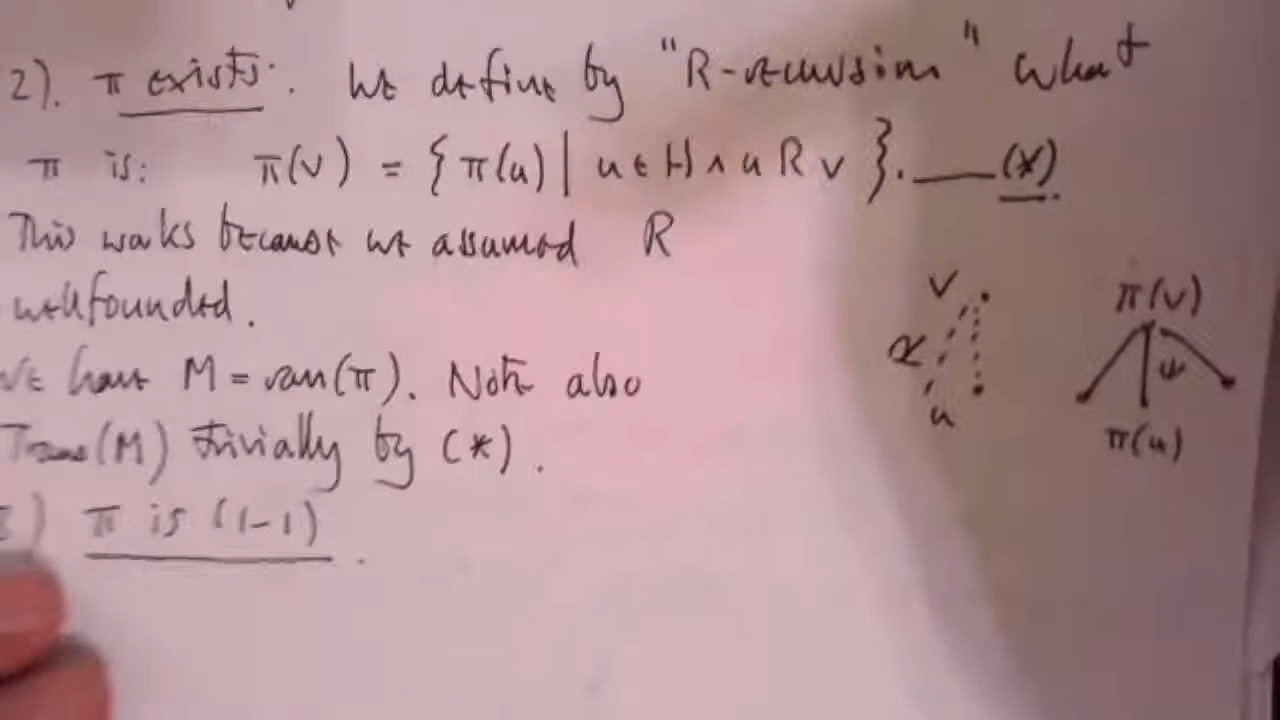 2). π exists. We define by "R-recursion" what
π is: π(v) = {π(u) | u ∈ H ∧ u R v}. —— (*).
This works because we assumed R
wellfounded.
We have M = ran(π). Note also
Trans(M) trivially by (*).
) π is (1-1).
v
R
u
π(v)
ψ
π(u)